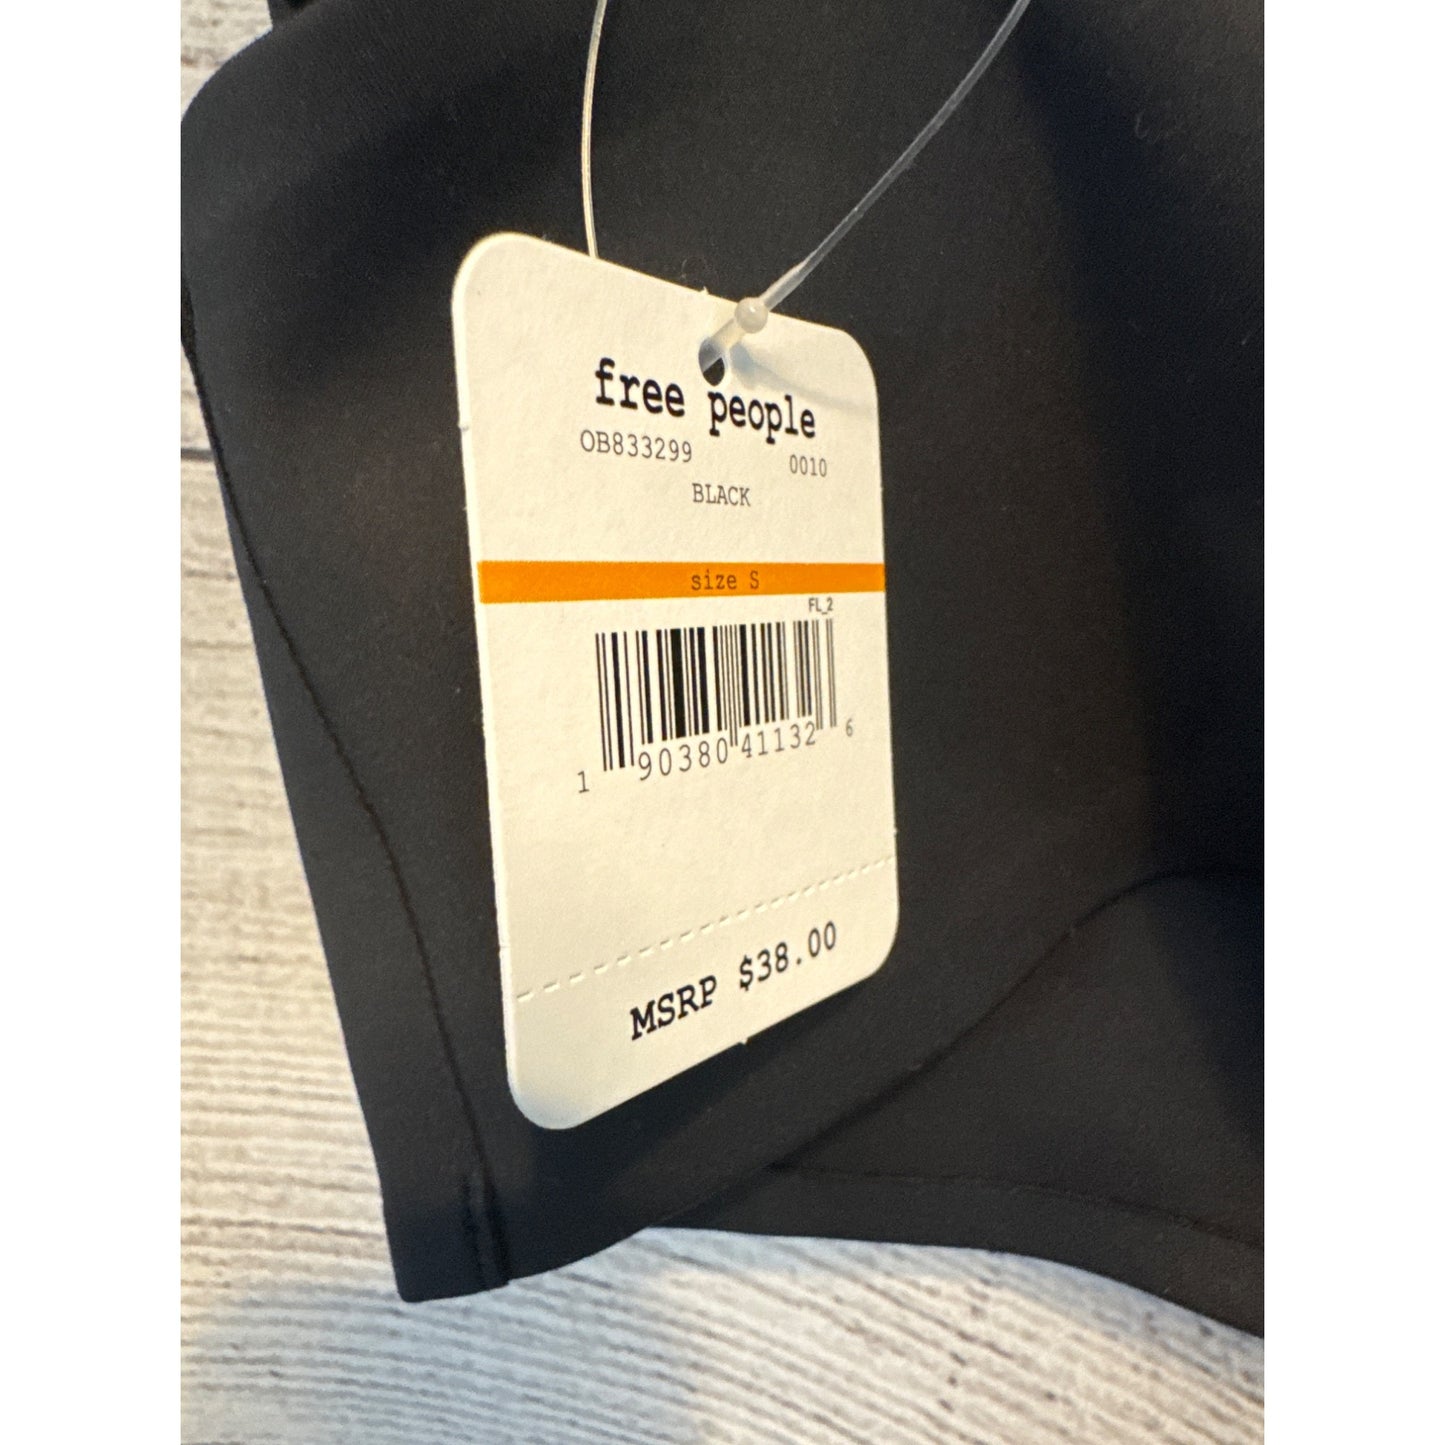 free people
OB833299 0010
BLACK
size S
FL_2
1 90380 41132 6
MSRP $38.00